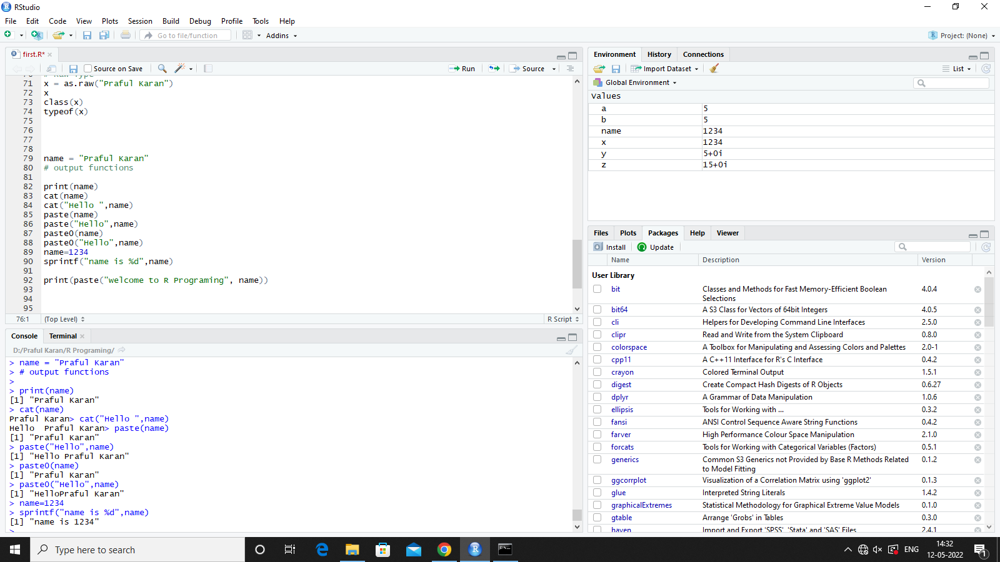 RStudio
File Edit Code View Plots Session Build Debug Profile Tools Help
Go to file/function Addins Project: (None)
first.R*
Source on Save Run Source
# Raw Type
71 x = as.raw("Praful Karan")
72 x
73 class(x)
74 typeof(x)
75
76
77
78
79 name = "Praful Karan"
80 # output functions
81
82 print(name)
83 cat(name)
84 cat("Hello ",name)
85 paste(name)
86 paste("Hello",name)
87 paste0(name)
88 paste0("Hello",name)
89 name=1234
90 sprintf("name is %d",name)
91
92 print(paste("welcome to R Programing", name))
93
94
95
76:1 (Top Level) R Script
Console Terminal
D:/Praful Karan/R Programing/
> name = "Praful Karan"
> # output functions
>
> print(name)
[1] "Praful Karan"
> cat(name)
Praful Karan> cat("Hello ",name)
Hello  Praful Karan> paste(name)
[1] "Praful Karan"
> paste("Hello",name)
[1] "Hello Praful Karan"
> paste0(name)
[1] "Praful Karan"
> paste0("Hello",name)
[1] "HelloPraful Karan"
> name=1234
> sprintf("name is %d",name)
[1] "name is 1234"
>
Environment History Connections
Import Dataset List
Global Environment
Values
a 5
b 5
name 1234
x 1234
y 5+0i
z 15+0i
Files Plots Packages Help Viewer
Install Update
Name Description Version
User Library
bit Classes and Methods for Fast Memory-Efficient Boolean 4.0.4
Selections
bit64 A S3 Class for Vectors of 64bit Integers 4.0.5
cli Helpers for Developing Command Line Interfaces 2.5.0
clipr Read and Write from the System Clipboard 0.8.0
colorspace A Toolbox for Manipulating and Assessing Colors and Palettes 2.0-1
cpp11 A C++11 Interface for R's C Interface 0.4.2
crayon Colored Terminal Output 1.5.1
digest Create Compact Hash Digests of R Objects 0.6.27
dplyr A Grammar of Data Manipulation 1.0.6
ellipsis Tools for Working with ... 0.3.2
fansi ANSI Control Sequence Aware String Functions 0.4.2
farver High Performance Colour Space Manipulation 2.1.0
forcats Tools for Working with Categorical Variables (Factors) 0.5.1
generics Common S3 Generics not Provided by Base R Methods Related 0.1.2
to Model Fitting
ggcorrplot Visualization of a Correlation Matrix using 'ggplot2' 0.1.3
glue Interpreted String Literals 1.4.2
graphicalExtremes Statistical Methodology for Graphical Extreme Value Models 0.1.0
gtable Arrange 'Grobs' in Tables 0.3.0
haven Import and Export 'SPSS', 'Stata' and 'SAS' Files 2.4.1
Type here to search
ENG
14:32
12-05-2022
1